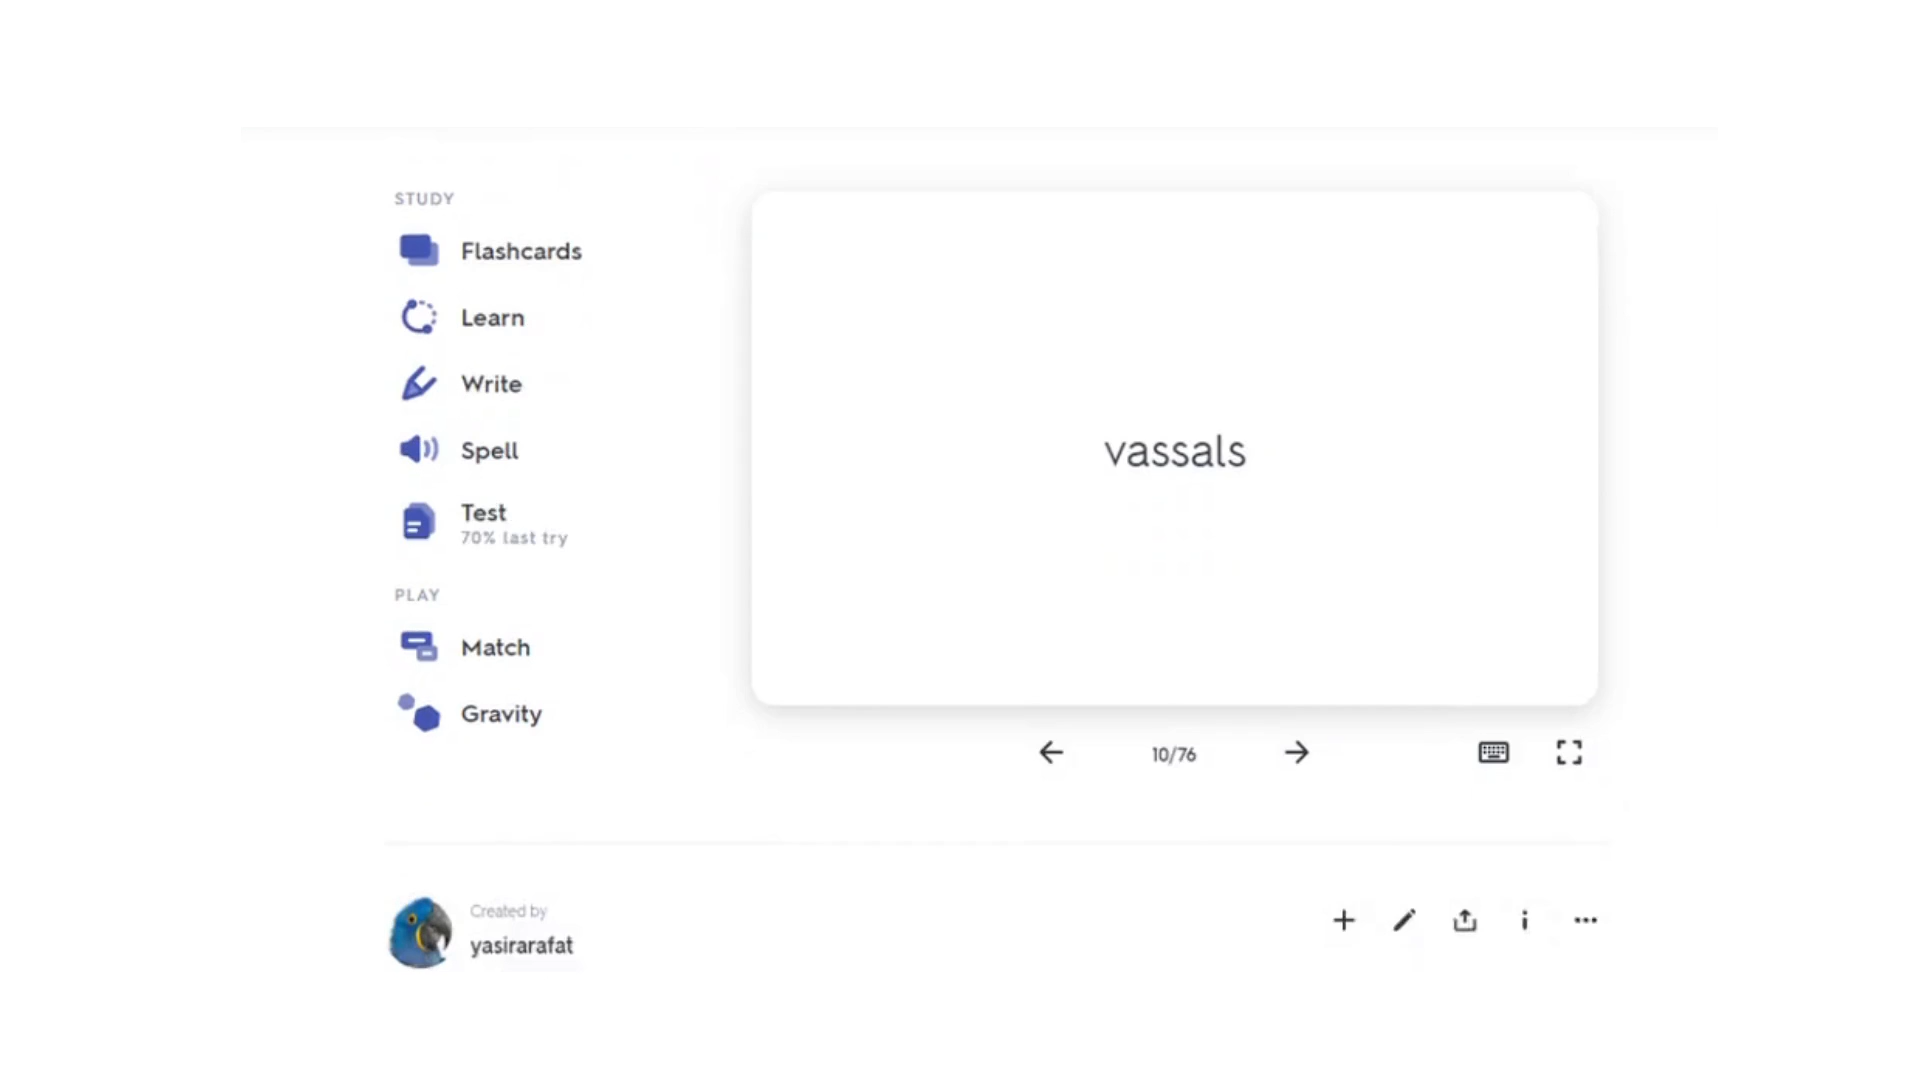 STUDY
Flashcards
Learn
Write
Spell
Test
70% last try
PLAY
Match
Gravity
vassals
10/76
Created by
yasirarafat